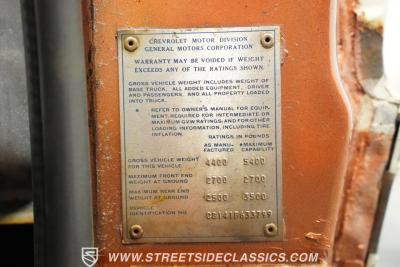 CHEVROLET MOTOR DIVISION
GENERAL MOTORS CORPORATION
WARRANTY MAY BE VOIDED IF WEIGHT
EXCEEDS ANY OF THE RATINGS SHOWN.
GROSS VEHICLE WEIGHT INCLUDES WEIGHT OF
BASE TRUCK, ALL ADDED EQUIPMENT, DRIVER
AND PASSENGERS, AND ALL PROPERTY LOADED
INTO TRUCK.
* REFER TO OWNER'S MANUAL FOR EQUIP-
MENT REQUIRED FOR INTERMEDIATE OR
MAXIMUM GVW RATINGS; AND FOR OTHER
LOADING INFORMATION, INCLUDING TIRE
INFLATION.
RATINGS IN POUNDS
AS MANU- *MAXIMUM
FACTURED CAPABILITY
GROSS VEHICLE WEIGHT
FOR THIS VEHICLE 4400 5400
MAXIMUM FRONT END
WEIGHT AT GROUND 2700 2700
MAXIMUM REAR END
WEIGHT AT GROUND 2500 3500
VEHICLE
IDENTIFICATION NO. CE141F633799
WWW.STREETSIDECLASSICS.COM